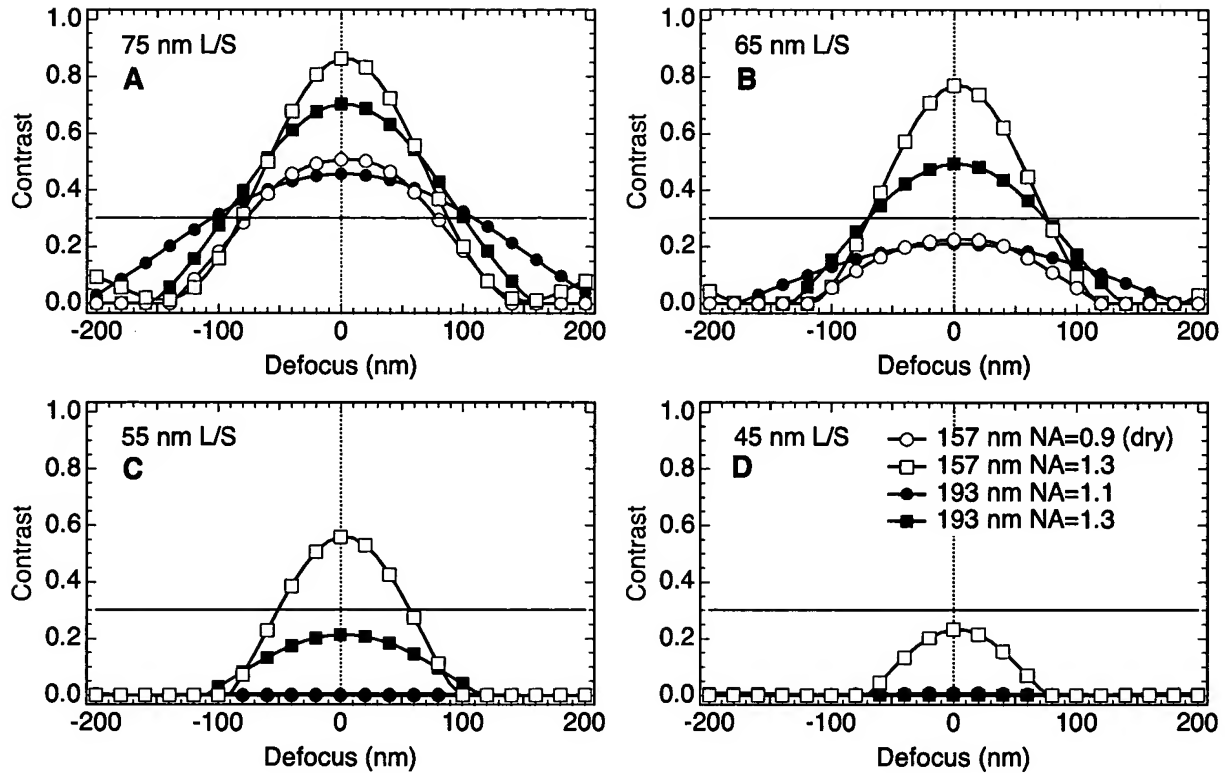 75 nm L/S
A
Contrast
1.0
0.8
0.6
0.4
0.2
0.0
-200 -100 0 100 200
Defocus (nm)
65 nm L/S
B
Contrast
1.0
0.8
0.6
0.4
0.2
0.0
-200 -100 0 100 200
Defocus (nm)
55 nm L/S
C
Contrast
1.0
0.8
0.6
0.4
0.2
0.0
-200 -100 0 100 200
Defocus (nm)
45 nm L/S
D
157 nm NA=0.9 (dry)
157 nm NA=1.3
193 nm NA=1.1
193 nm NA=1.3
Contrast
1.0
0.8
0.6
0.4
0.2
0.0
-200 -100 0 100 200
Defocus (nm)